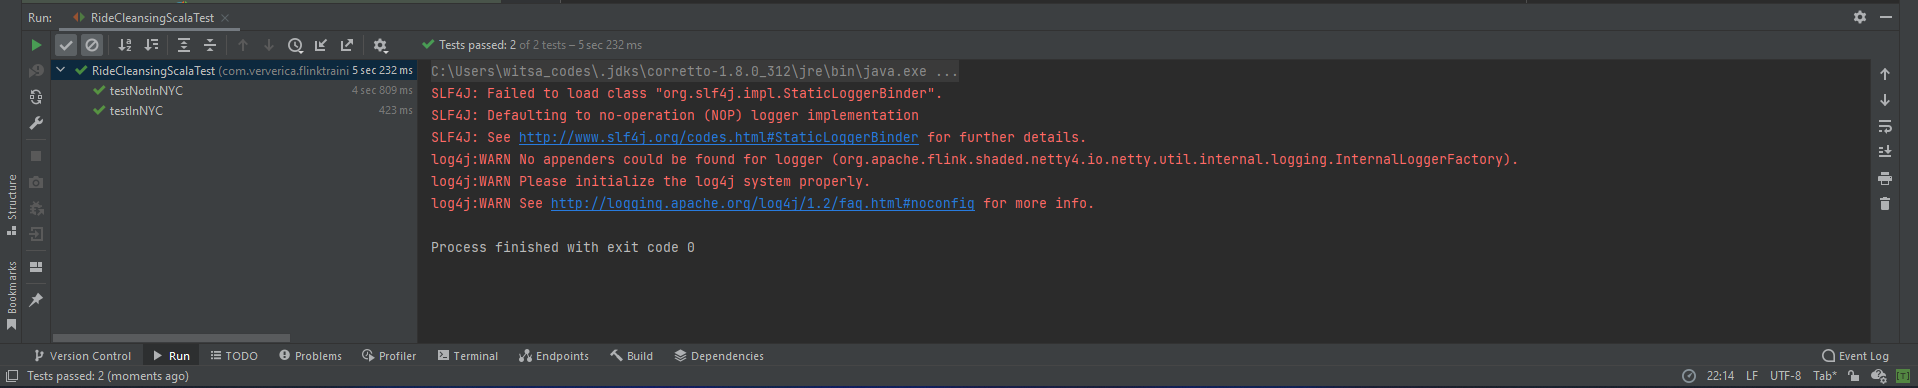 Run: RideCleansingScalaTest
Tests passed: 2 of 2 tests – 5 sec 232 ms
RideCleansingScalaTest (com.ververica.flinktraini 5 sec 232 ms
testNotInNYC 4 sec 809 ms
testInNYC 423 ms
C:\Users\witsa_codes\.jdks\corretto-1.8.0_312\jre\bin\java.exe ...
SLF4J: Failed to load class "org.slf4j.impl.StaticLoggerBinder".
SLF4J: Defaulting to no-operation (NOP) logger implementation
SLF4J: See http://www.slf4j.org/codes.html#StaticLoggerBinder for further details.
log4j:WARN No appenders could be found for logger (org.apache.flink.shaded.netty4.io.netty.util.internal.logging.InternalLoggerFactory).
log4j:WARN Please initialize the log4j system properly.
log4j:WARN See http://logging.apache.org/log4j/1.2/faq.html#noconfig for more info.
Process finished with exit code 0
Structure
Bookmarks
Version Control Run TODO Problems Profiler Terminal Endpoints Build Dependencies Event Log
Tests passed: 2 (moments ago) 22:14 LF UTF-8 Tab*